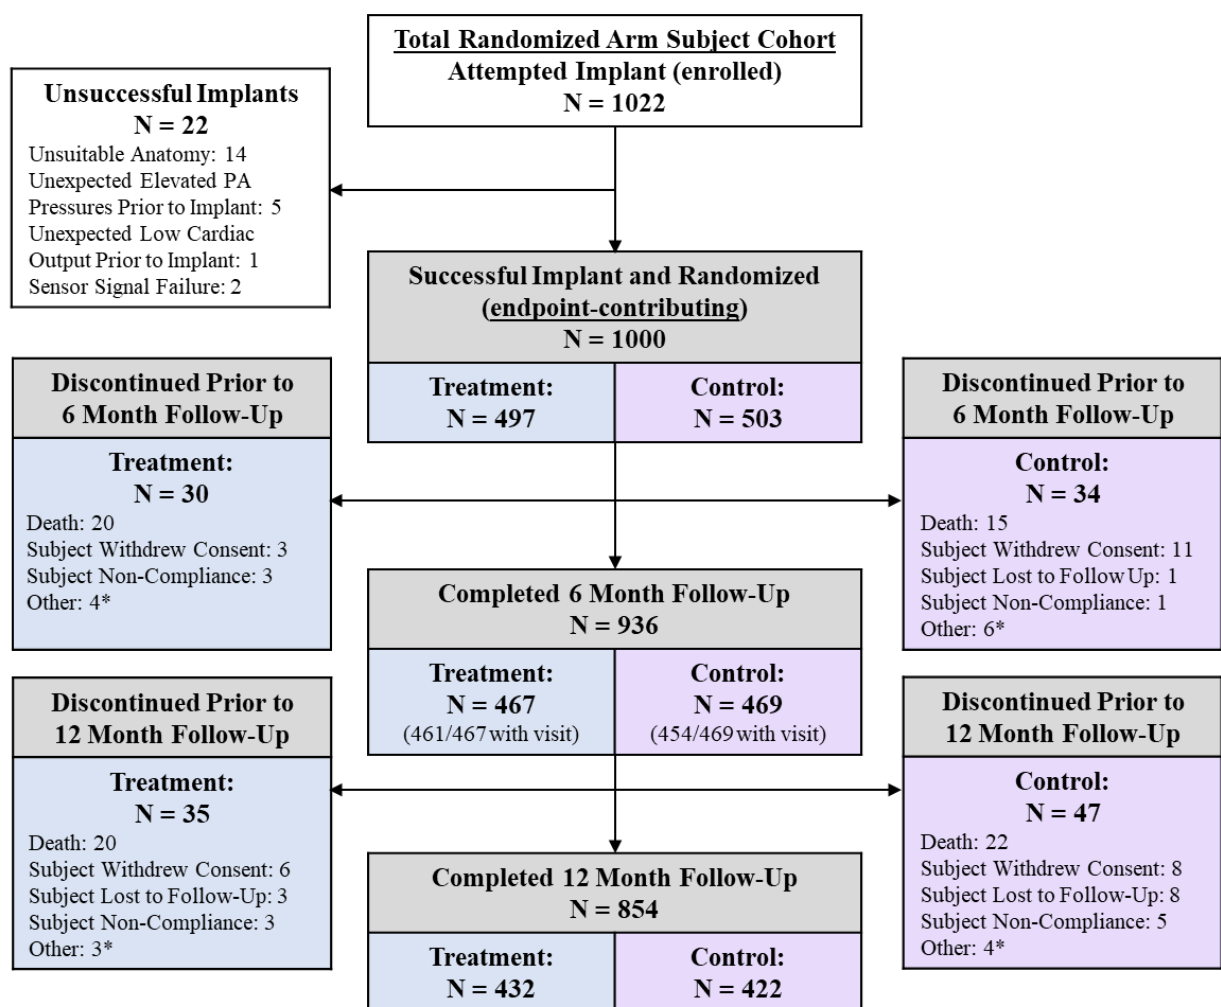 Total Randomized Arm Subject Cohort
Attempted Implant (enrolled)
N = 1022
Unsuccessful Implants
N = 22
Unsuitable Anatomy: 14
Unexpected Elevated PA
Pressures Prior to Implant: 5
Unexpected Low Cardiac
Output Prior to Implant: 1
Sensor Signal Failure: 2
Successful Implant and Randomized
(endpoint-contributing)
N = 1000
Treatment:
N = 497
Control:
N = 503
Discontinued Prior to
6 Month Follow-Up
Treatment:
N = 30
Death: 20
Subject Withdrew Consent: 3
Subject Non-Compliance: 3
Other: 4*
Discontinued Prior to
6 Month Follow-Up
Control:
N = 34
Death: 15
Subject Withdrew Consent: 11
Subject Lost to Follow Up: 1
Subject Non-Compliance: 1
Other: 6*
Completed 6 Month Follow-Up
N = 936
Treatment:
N = 467
(461/467 with visit)
Control:
N = 469
(454/469 with visit)
Discontinued Prior to
12 Month Follow-Up
Treatment:
N = 35
Death: 20
Subject Withdrew Consent: 6
Subject Lost to Follow-Up: 3
Subject Non-Compliance: 3
Other: 3*
Discontinued Prior to
12 Month Follow-Up
Control:
N = 47
Death: 22
Subject Withdrew Consent: 8
Subject Lost to Follow-Up: 8
Subject Non-Compliance: 5
Other: 4*
Completed 12 Month Follow-Up
N = 854
Treatment:
N = 432
Control:
N = 422